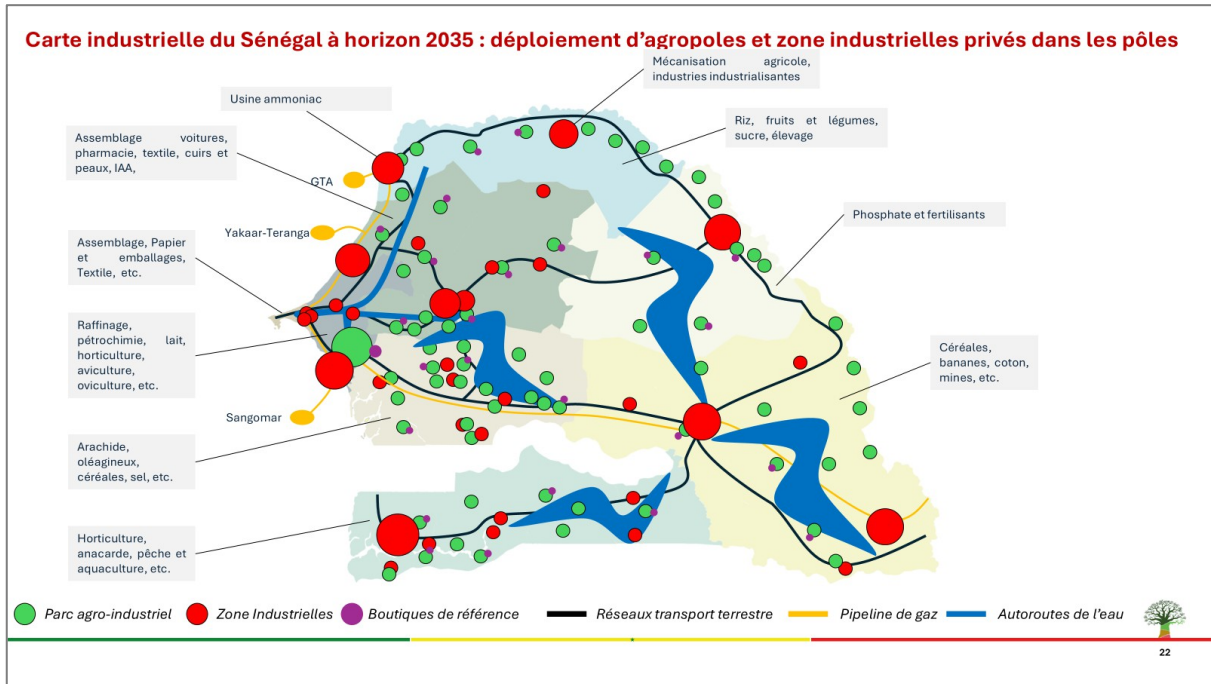 Carte industrielle du Sénégal à horizon 2035 : déploiement d’agropoles et zone industrielles privés dans les pôles
Mécanisation agricole,
industries industrialisantes
Usine ammoniac
Riz, fruits et légumes,
sucre, élevage
Assemblage voitures,
pharmacie, textile, cuirs et
peaux, IAA,
GTA
Phosphate et fertilisants
Yakaar-Teranga
Assemblage, Papier
et emballages,
Textile, etc.
Raffinage,
pétrochimie, lait,
horticulture,
aviculture,
oviculture, etc.
Céréales,
bananes, coton,
mines, etc.
Sangomar
Arachide,
oléagineux,
céréales, sel, etc.
Horticulture,
anacarde, pêche et
aquaculture, etc.
Parc agro-industriel
Zone Industrielles
Boutiques de référence
Réseaux transport terrestre
Pipeline de gaz
Autoroutes de l’eau
22